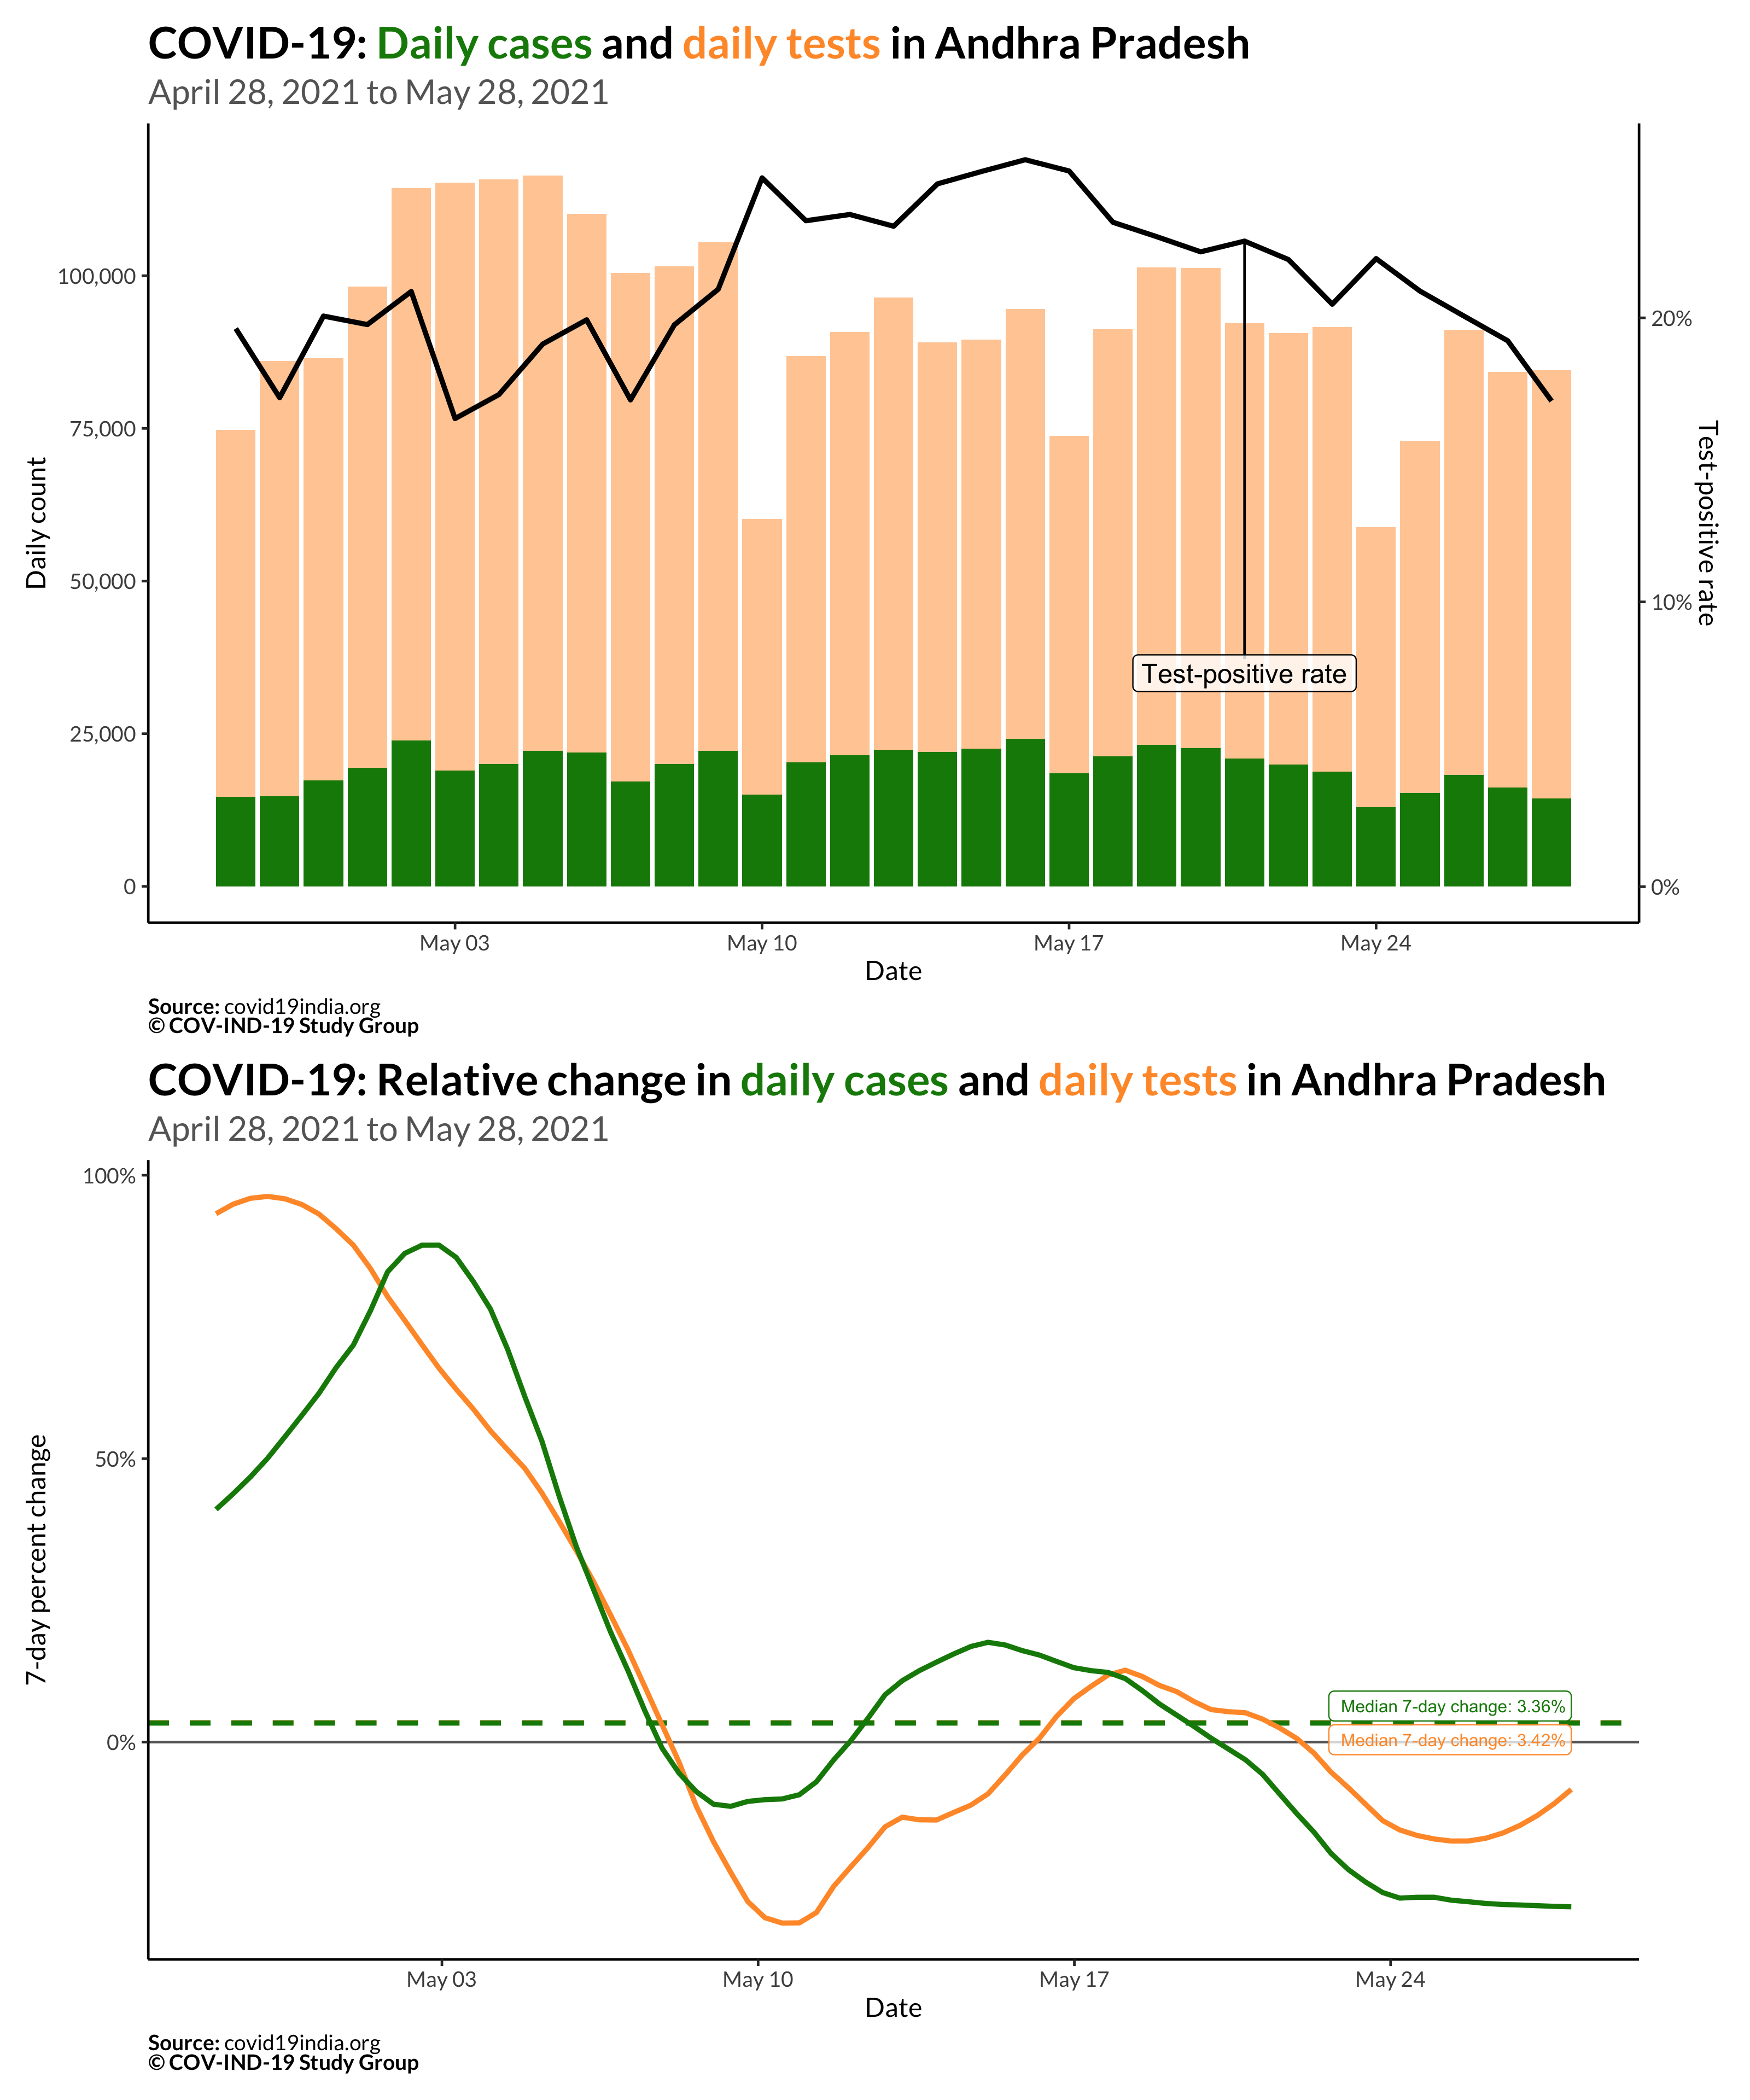 COVID-19: Daily cases and daily tests in Andhra Pradesh
April 28, 2021 to May 28, 2021
100,000
75,000
50,000
25,000
0
Daily count
20%
10%
0%
Test-positive rate
Test-positive rate
May 03
May 10
May 17
May 24
Date
Source: covid19india.org
© COV-IND-19 Study Group
COVID-19: Relative change in daily cases and daily tests in Andhra Pradesh
April 28, 2021 to May 28, 2021
100%
50%
0%
7-day percent change
Median 7-day change: 3.36%
Median 7-day change: 3.42%
May 03
May 10
May 17
May 24
Date
Source: covid19india.org
© COV-IND-19 Study Group